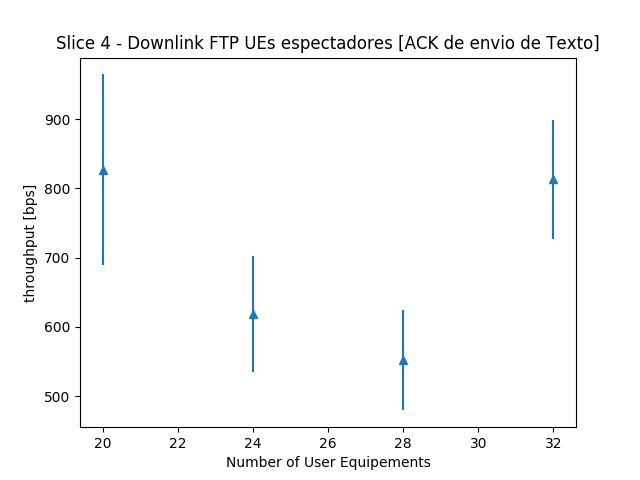 Slice 4 - Downlink FTP UEs espectadores [ACK de envio de Texto]
900
800
700
600
500
throughput [bps]
20 22 24 26 28 30 32
Number of User Equipements